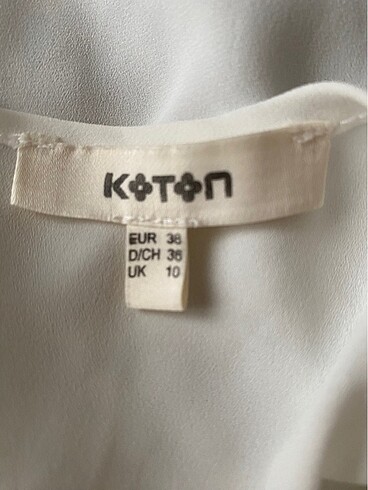 KOTON
EUR 38
D/CH 36
UK 10